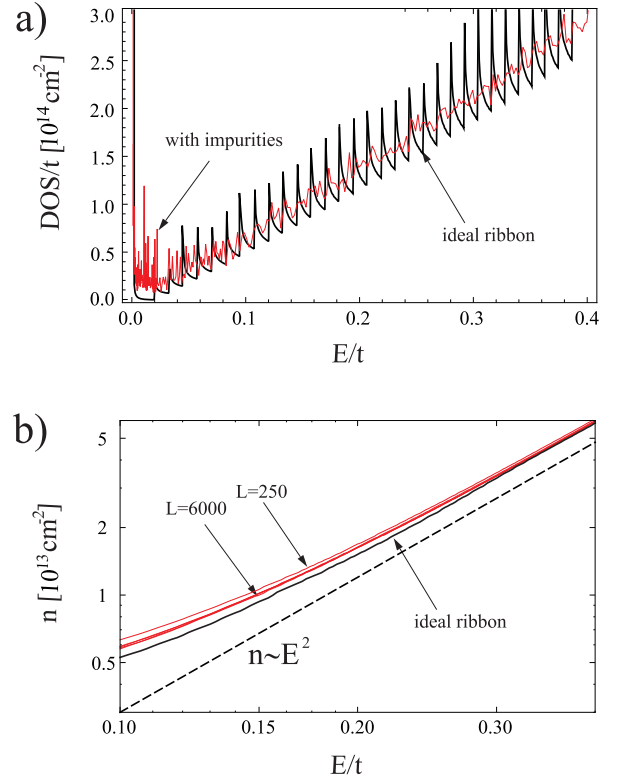 a)
DOS/t [10^14 cm^-2]
3.0
2.5
2.0
1.5
1.0
0.5
0.0
with impurities
ideal ribbon
0.0 0.1 0.2 0.3 0.4
E/t
b)
n [10^13 cm^-2]
5
2
1
0.5
L=250
L=6000
ideal ribbon
n~E^2
0.10 0.15 0.20 0.30
E/t